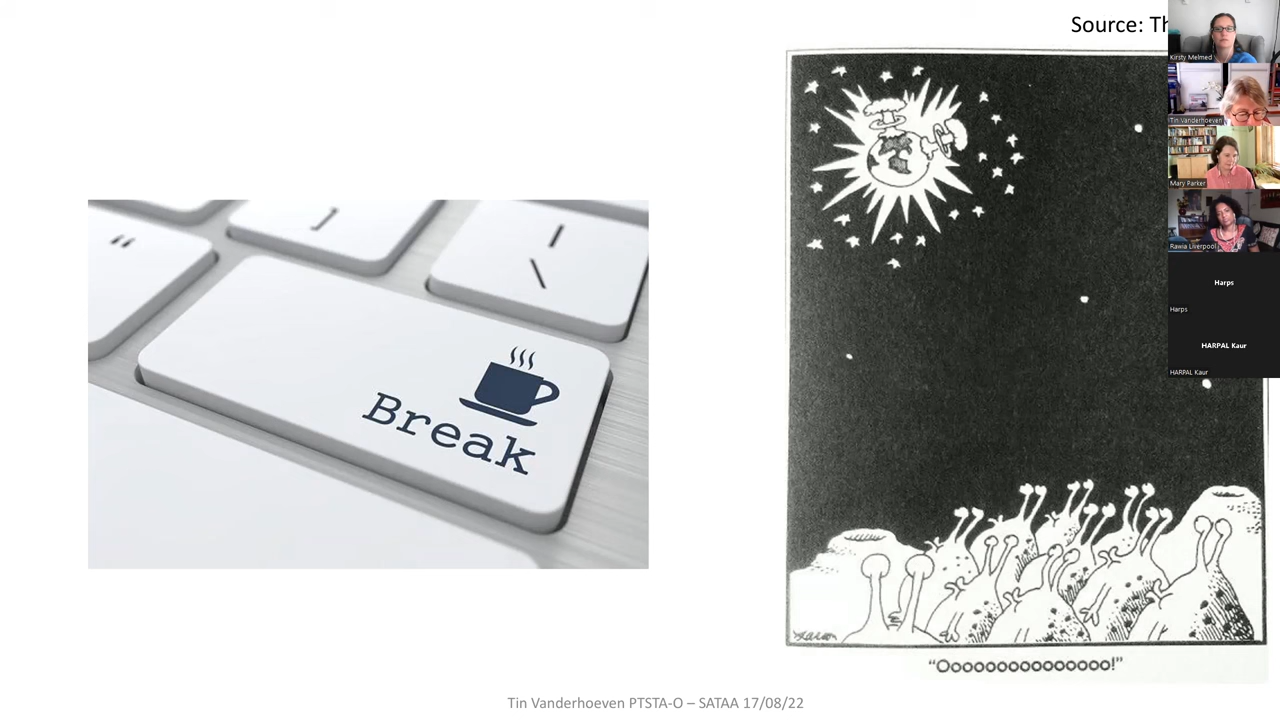 Source: Th
Kirsty Melmed
Tin Vanderhoeven
Mary Parker
Rawia Liverpool
Harps
Harps
HARPAL Kaur
HARPAL Kaur
"
]
\
Break
"Ooooooooooooooo!"
Tin Vanderhoeven PTSTA-O – SATAA 17/08/22